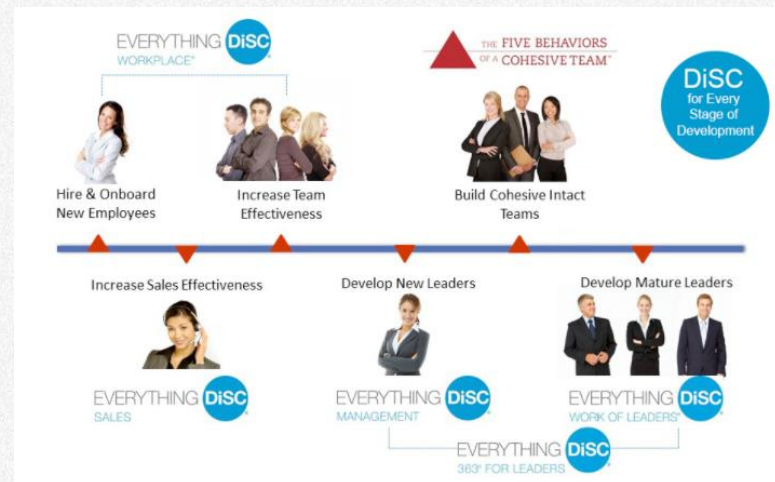 EVERYTHING DiSC®
WORKPLACE®
THE FIVE BEHAVIORS
OF A COHESIVE TEAM™
DiSC
for Every
Stage of
Development
Hire & Onboard
New Employees
Increase Team
Effectiveness
Build Cohesive Intact
Teams
Increase Sales Effectiveness
Develop New Leaders
Develop Mature Leaders
EVERYTHING DiSC®
SALES
EVERYTHING DiSC®
MANAGEMENT
EVERYTHING DiSC®
WORK OF LEADERS®
EVERYTHING DiSC®
363® FOR LEADERS